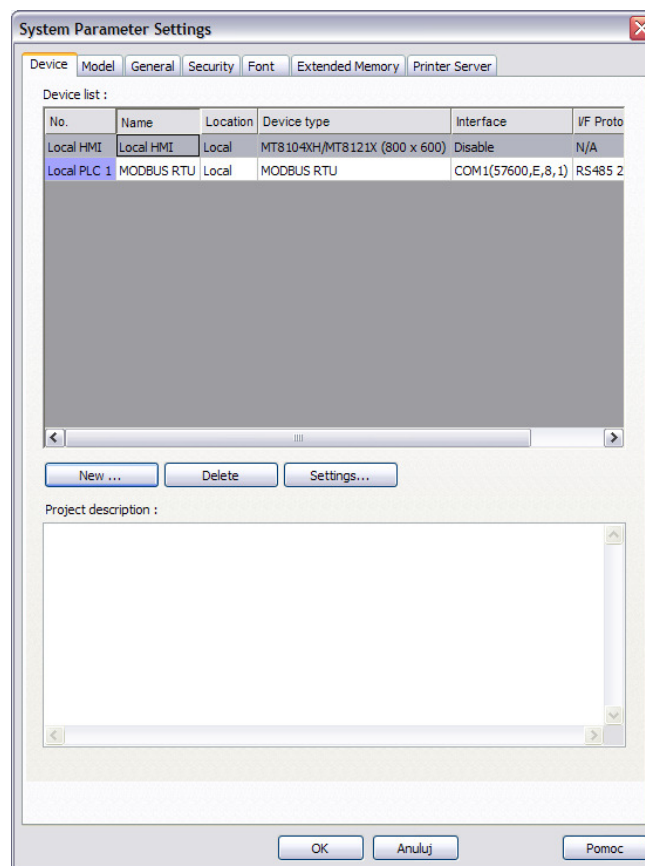 System Parameter Settings
Device Model General Security Font Extended Memory Printer Server
Device list :
No. Name Location Device type Interface I/F Proto
Local HMI Local HMI Local MT8104XH/MT8121X (800 x 600) Disable N/A
Local PLC 1 MODBUS RTU Local MODBUS RTU COM1(57600,E,8,1) RS485 2
New ... Delete Settings...
Project description :
OK Anuluj Pomoc